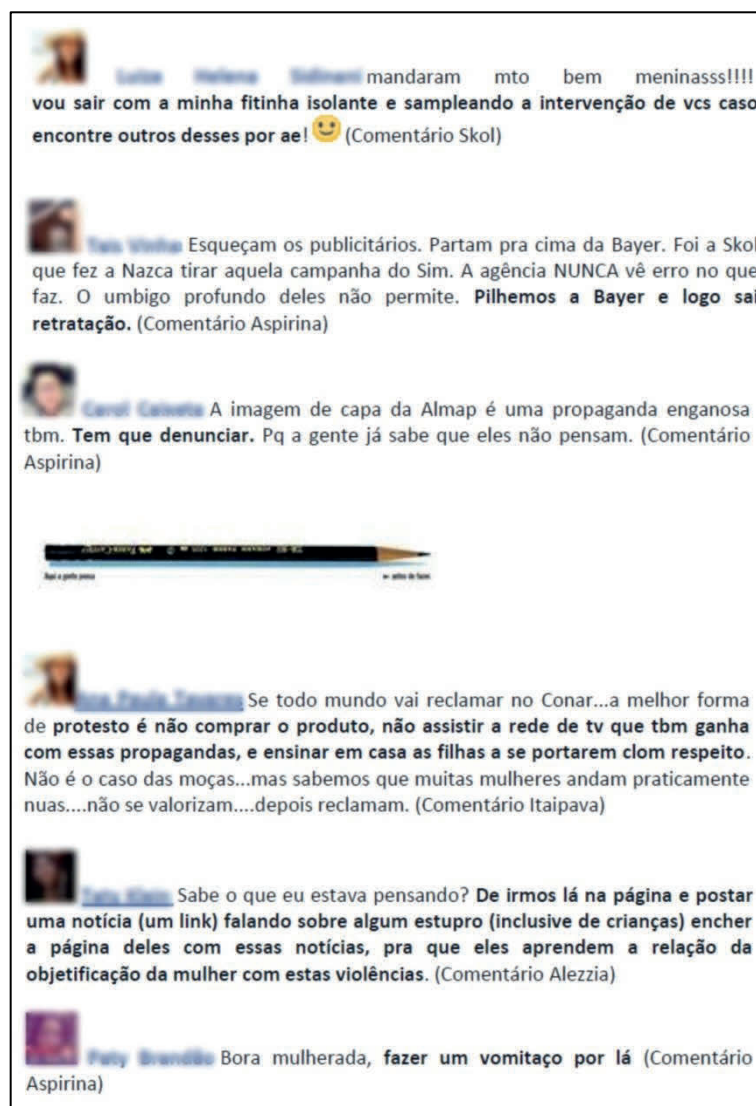 mandaram mto bem meninasss!!!!
vou sair com a minha fitinha isolante e sampleando a intervenção de vcs caso
encontre outros desses por ae! (Comentário Skol)
Esqueçam os publicitários. Partam pra cima da Bayer. Foi a Skol
que fez a Nazca tirar aquela campanha do Sim. A agência NUNCA vê erro no que
faz. O umbigo profundo deles não permite. Pilhemos a Bayer e logo sai
retratação. (Comentário Aspirina)
A imagem de capa da Almap é uma propaganda enganosa
tbm. Tem que denunciar. Pq a gente já sabe que eles não pensam. (Comentário
Aspirina)
Aqui a gente pensa
antes de fazer.
Se todo mundo vai reclamar no Conar...a melhor forma
de protesto é não comprar o produto, não assistir a rede de tv que tbm ganha
com essas propagandas, e ensinar em casa as filhas a se portarem clom respeito.
Não é o caso das moças...mas sabemos que muitas mulheres andam praticamente
nuas....não se valorizam....depois reclamam. (Comentário Itaipava)
Sabe o que eu estava pensando? De irmos lá na página e postar
uma notícia (um link) falando sobre algum estupro (inclusive de crianças) encher
a página deles com essas notícias, pra que eles aprendem a relação da
objetificação da mulher com estas violências. (Comentário Alezzia)
Bora mulherada, fazer um vomitaço por lá (Comentário
Aspirina)